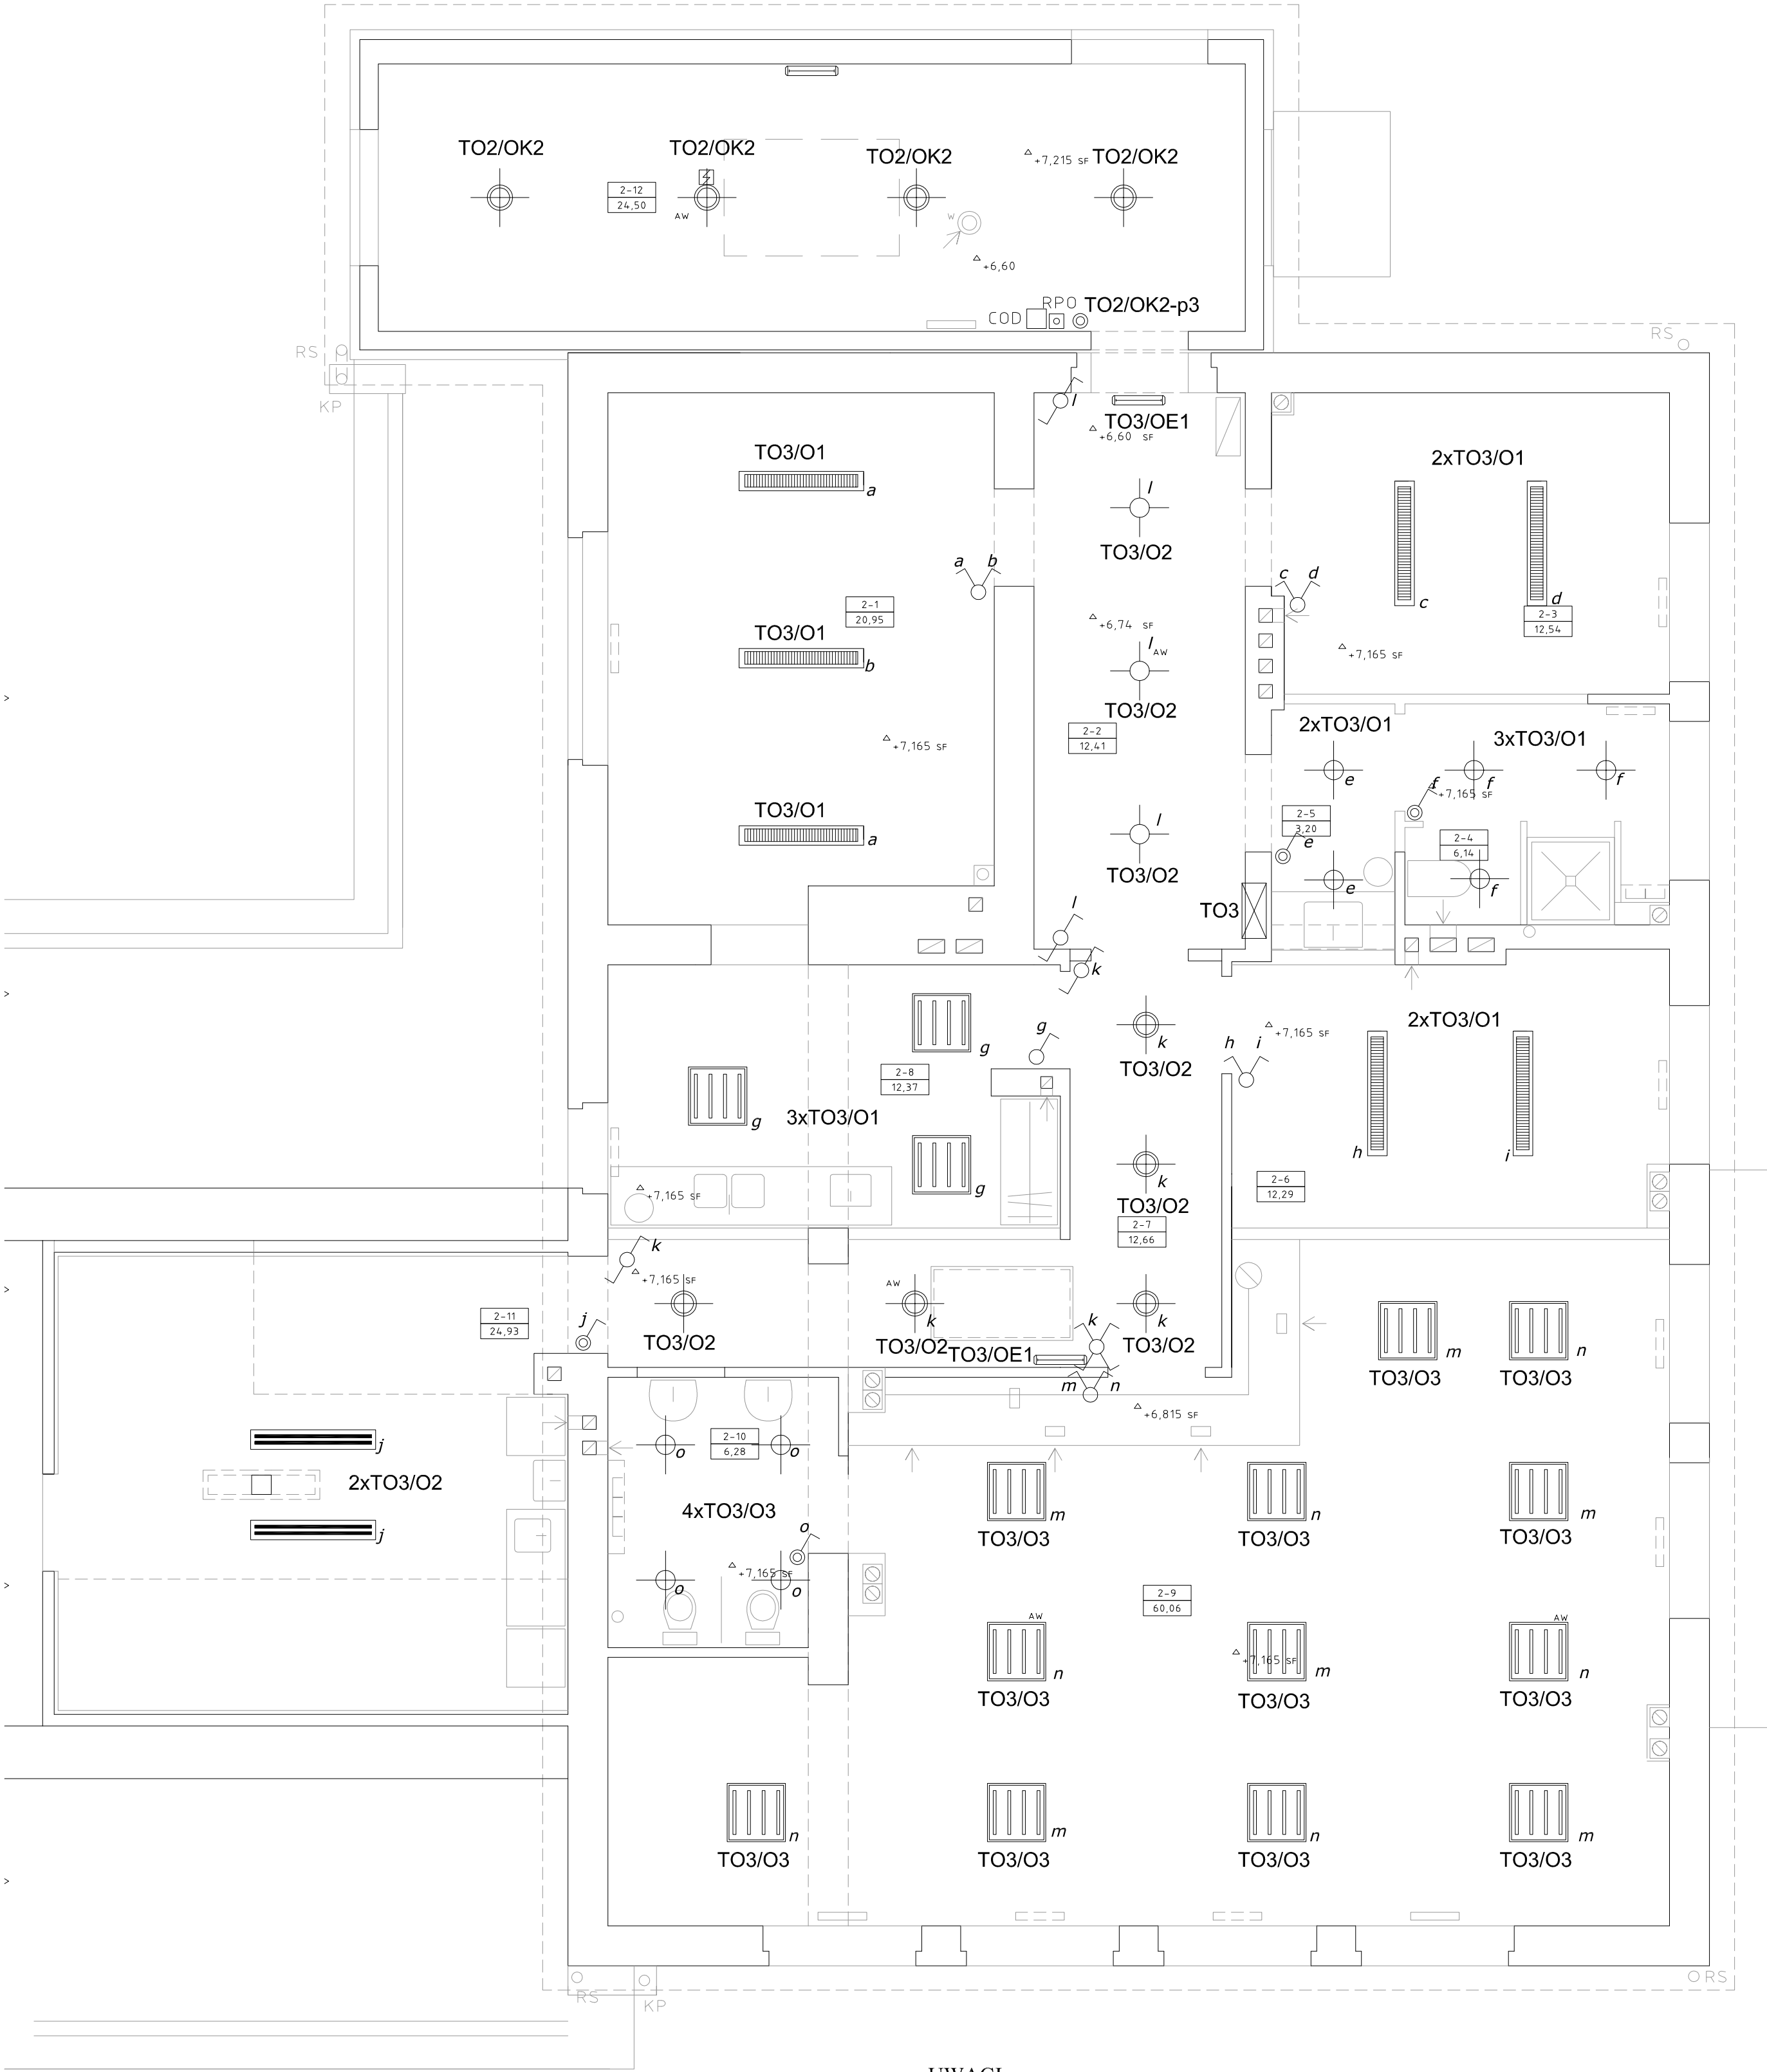 TO2/OK2
TO2/OK2
TO2/OK2
+7,215 SF
TO2/OK2
2-12
24,50
AW
W
+6,60
COD
RPO
TO2/OK2-p3
RS
KP
RS
l
TO3/OE1
+6,60 SF
TO3/O1
a
2xTO3/O1
c
d
l
TO3/O2
a
b
c
d
2-1
20,95
2-3
12,54
+6,74 SF
TO3/O1
b
l
AW
+7,165 SF
TO3/O2
2-2
12,41
2xTO3/O1
3xTO3/O1
+7,165 SF
e
f
f
f
+7,165 SF
TO3/O1
a
l
2-5
3,20
e
2-4
6,14
TO3/O2
e
f
TO3
l
k
g
g
k
h
i
+7,165 SF
2xTO3/O1
TO3/O2
2-8
12,37
3xTO3/O1
g
g
h
i
k
+7,165 SF
TO3/O2
2-6
12,29
2-7
12,66
k
+7,165 SF
AW
2-11
24,93
j
TO3/O2
k
TO3/O2
TO3/OE1
k
k
TO3/O2
m
n
m
TO3/O3
n
TO3/O3
+6,815 SF
j
2xTO3/O2
j
2-10
6,28
o
o
4xTO3/O3
o
+7,165 SF
o
o
m
TO3/O3
n
TO3/O3
m
TO3/O3
2-9
60,06
AW
n
TO3/O3
+7,165 SF
m
TO3/O3
AW
n
TO3/O3
n
TO3/O3
m
TO3/O3
n
TO3/O3
m
TO3/O3
RS
KP
RS